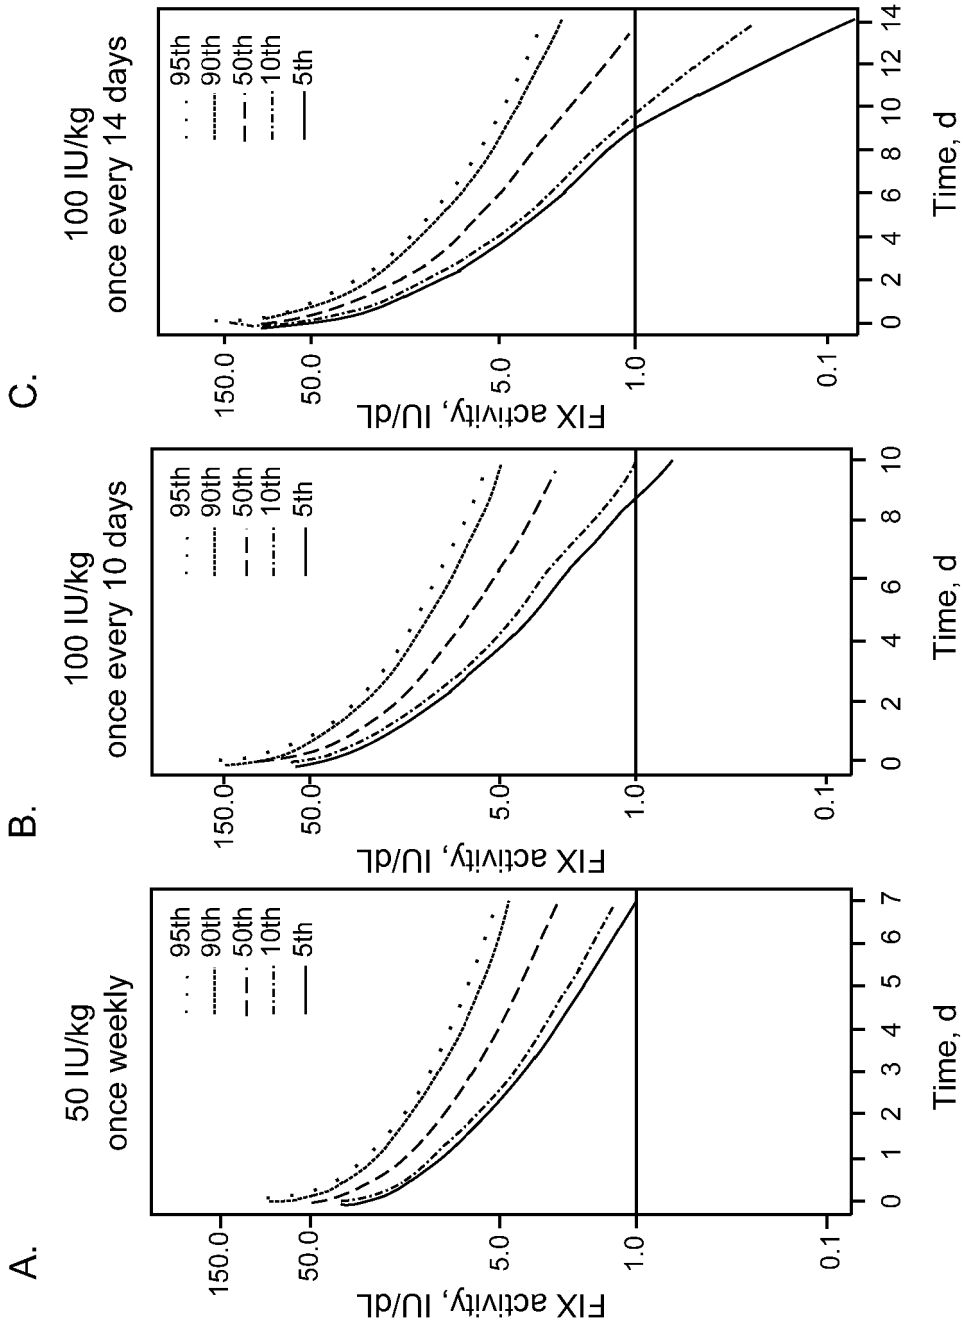 A.
50 IU/kg
once weekly
95th
90th
50th
10th
5th
FIX activity, IU/dL
150.0
50.0
5.0
1.0
0.1
0 1 2 3 4 5 6 7
Time, d
B.
100 IU/kg
once every 10 days
95th
90th
50th
10th
5th
FIX activity, IU/dL
150.0
50.0
5.0
1.0
0.1
0 2 4 6 8 10
Time, d
C.
100 IU/kg
once every 14 days
95th
90th
50th
10th
5th
FIX activity, IU/dL
150.0
50.0
5.0
1.0
0.1
0 2 4 6 8 10 12 14
Time, d